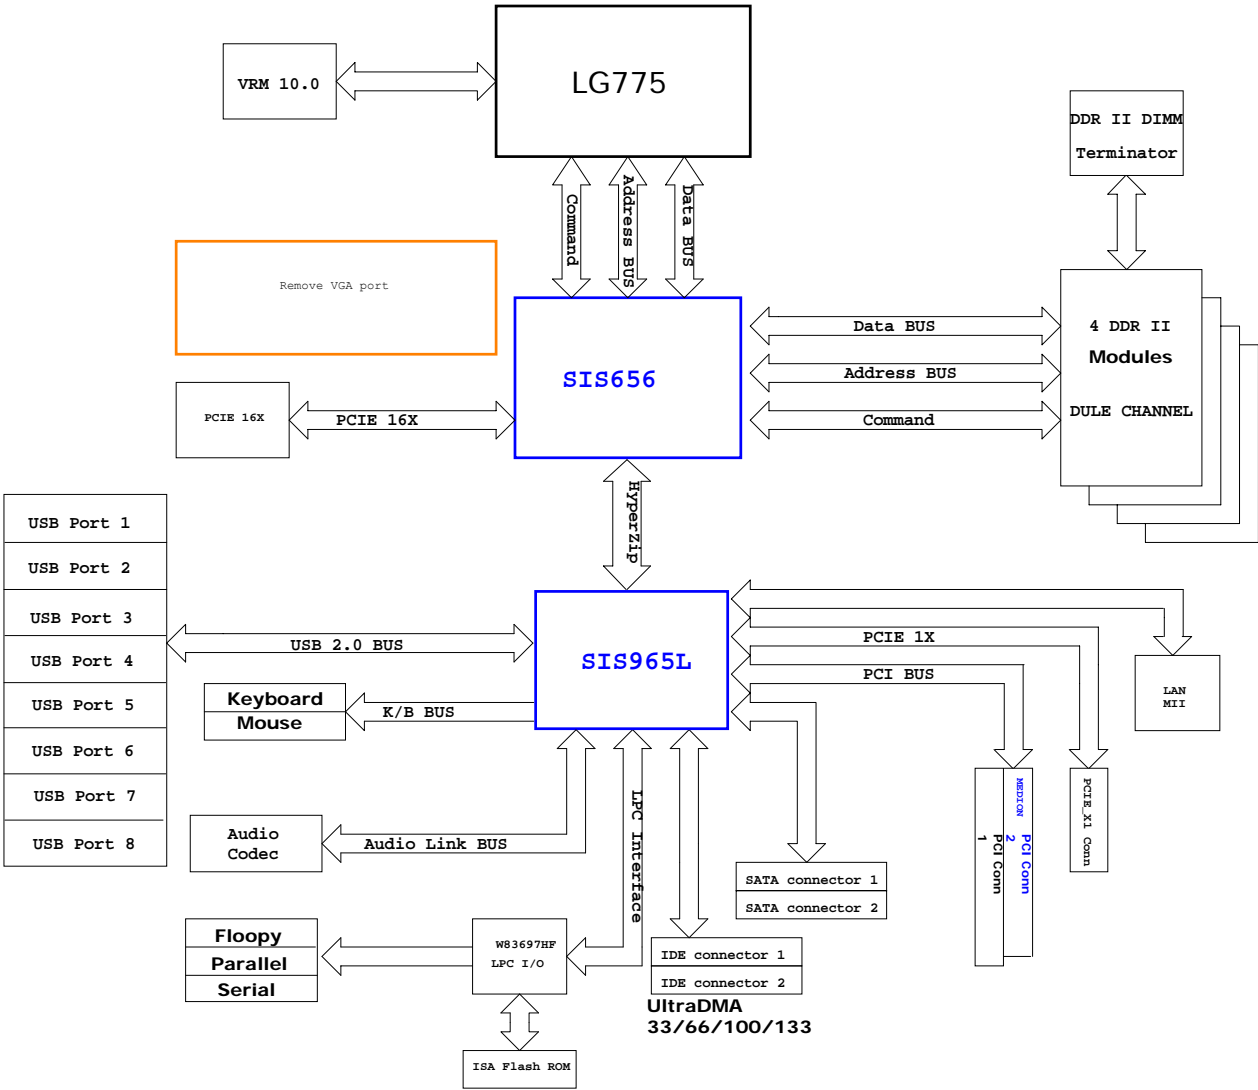 LG775
VRM 10.0
DDR II DIMM
Terminator
Command
Address BUS
Data BUS
Remove VGA port
SIS656
Data BUS
Address BUS
Command
4 DDR II
Modules
DULE CHANNEL
PCIE 16X
PCIE 16X
HyperZip
USB Port 1
USB Port 2
USB Port 3
USB Port 4
USB Port 5
USB Port 6
USB Port 7
USB Port 8
USB 2.0 BUS
SIS965L
PCIE 1X
PCI BUS
LAN
MII
Keyboard
Mouse
K/B BUS
Audio
Codec
Audio Link BUS
LPC Interface
SATA connector 1
SATA connector 2
MEDION
PCI Conn
2
PCI Conn
1
PCIE_X1 Conn
Floopy
Parallel
Serial
W83697HF
LPC I/O
IDE connector 1
IDE connector 2
UltraDMA
33/66/100/133
ISA Flash ROM